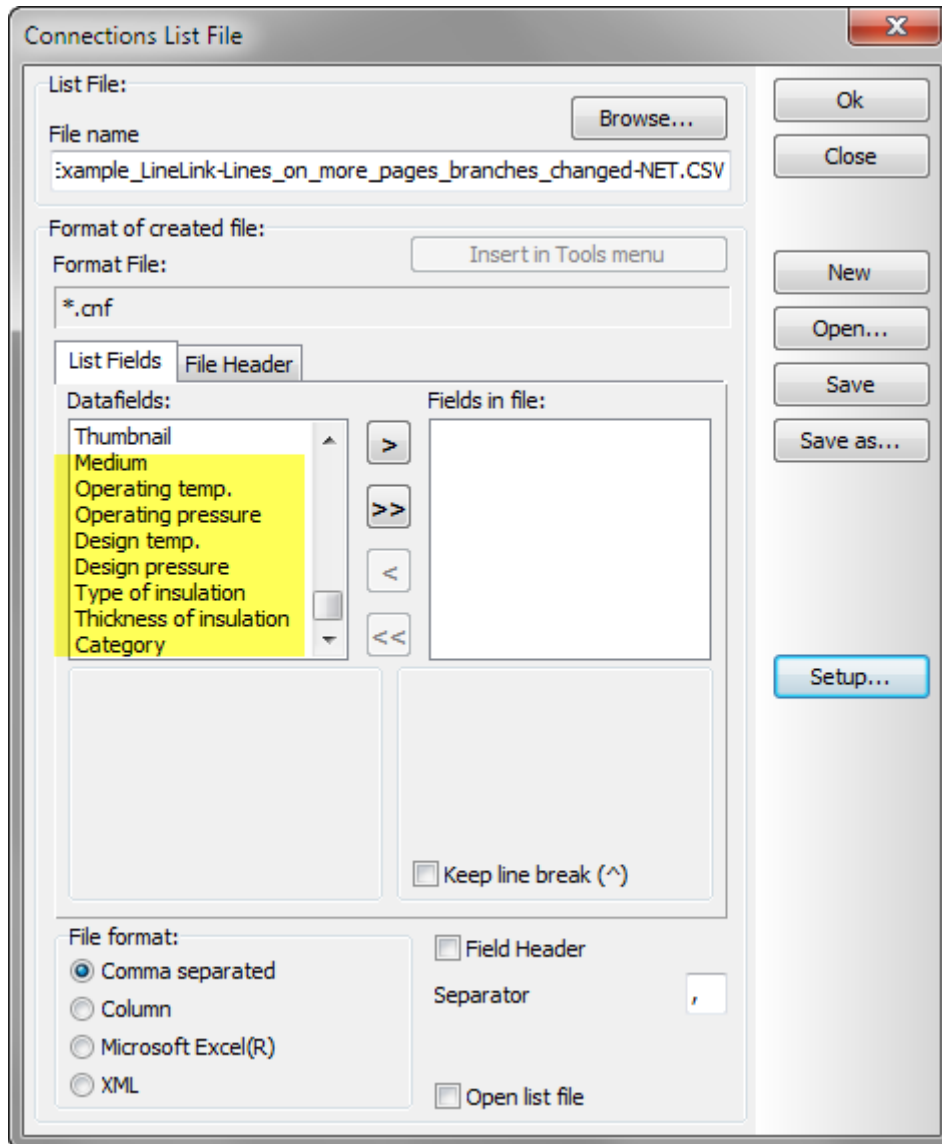 Connections List File
X
List File:
Browse...
File name
Example_LineLink-Lines_on_more_pages_branches_changed-NET.CSV
Ok
Close
Format of created file:
Insert in Tools menu
Format File:
*.cnf
New
Open...
Save
Save as...
List Fields
File Header
Datafields:
Fields in file:
Thumbnail
Medium
Operating temp.
Operating pressure
Design temp.
Design pressure
Type of insulation
Thickness of insulation
Category
>
>>
<
<<
Setup...
Keep line break (^)
File format:
Comma separated
Column
Microsoft Excel(R)
XML
Field Header
Separator
,
Open list file